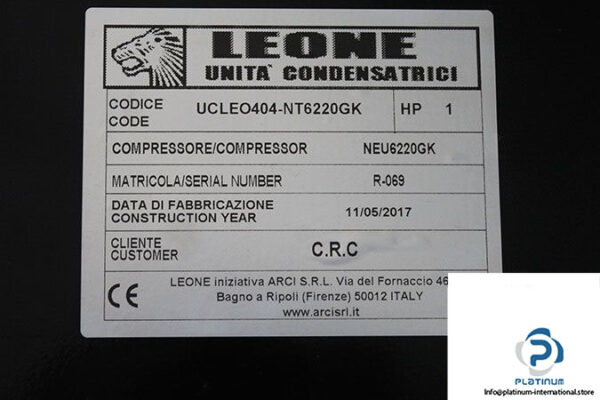 LEONE
UNITA` CONDENSATRICI
CODICE
CODE
UCLEO404-NT6220GK
HP 1
COMPRESSORE/COMPRESSOR NEU6220GK
MATRICOLA/SERIAL NUMBER R-069
DATA DI FABBRICAZIONE
CONSTRUCTION YEAR
11/05/2017
CLIENTE
CUSTOMER
C.R.C
CE
LEONE iniziativa ARCI S.R.L. Via del Fornaccio 46
Bagno a Ripoli (Firenze) 50012 ITALY
www.arcisrl.it
PLATINUM
Info@platinum-international.store